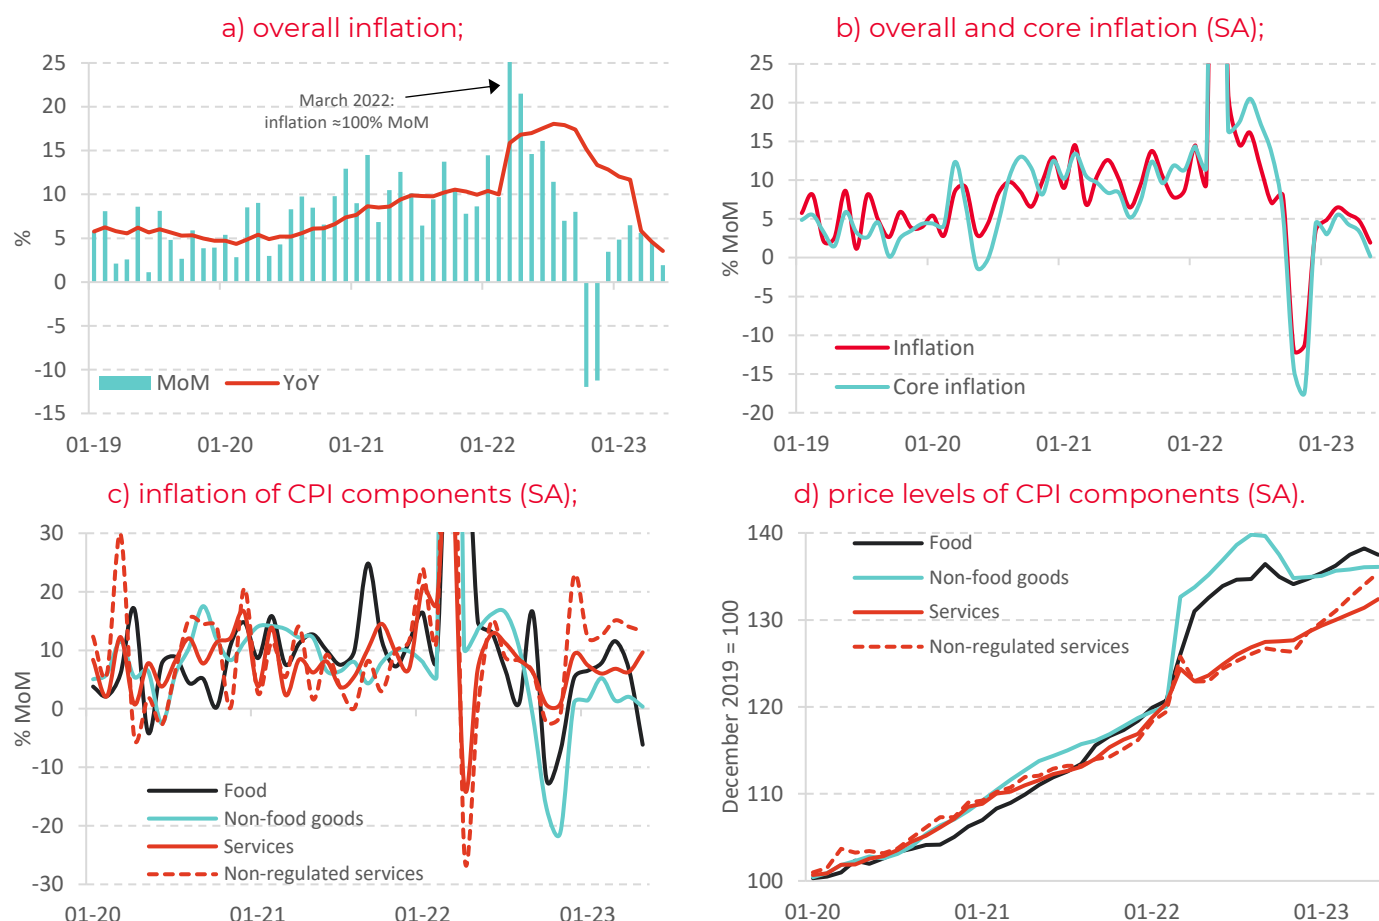 a) overall inflation;
%
25
20
15
10
5
0
-5
-10
-15
March 2022:
inflation ≈100% MoM
MoM
YoY
01-19
01-20
01-21
01-22
01-23
b) overall and core inflation (SA);
% MoM
25
20
15
10
5
0
-5
-10
-15
-20
Inflation
Core inflation
01-19
01-20
01-21
01-22
01-23
c) inflation of CPI components (SA);
% MoM
30
20
10
0
-10
-20
-30
Food
Non-food goods
Services
Non-regulated services
01-20
01-21
01-22
01-23
d) price levels of CPI components (SA).
December 2019 = 100
140
130
120
110
100
Food
Non-food goods
Services
Non-regulated services
01-20
01-21
01-22
01-23